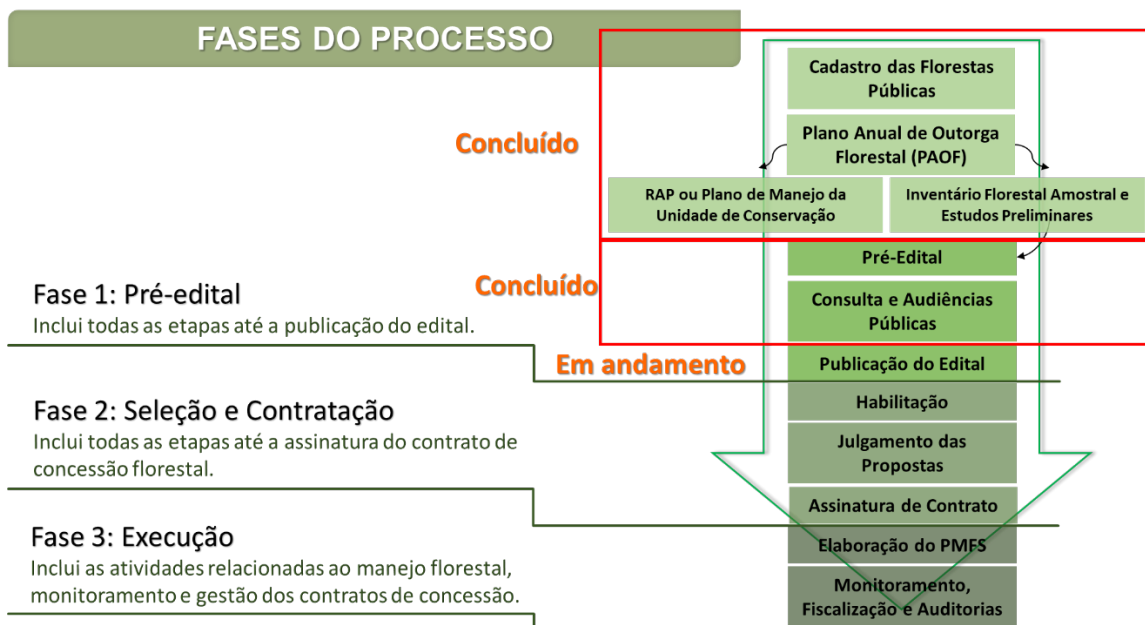 FASES DO PROCESSO
Cadastro das Florestas
Públicas
Concluído
Plano Anual de Outorga
Florestal (PAOF)
RAP ou Plano de Manejo da
Unidade de Conservação
Inventário Florestal Amostral e
Estudos Preliminares
Pré-Edital
Concluído
Fase 1: Pré-edital
Inclui todas as etapas até a publicação do edital.
Consulta e Audiências
Públicas
Em andamento
Publicação do Edital
Fase 2: Seleção e Contratação
Inclui todas as etapas até a assinatura do contrato de
concessão florestal.
Habilitação
Julgamento das
Propostas
Assinatura de Contrato
Fase 3: Execução
Inclui as atividades relacionadas ao manejo florestal,
monitoramento e gestão dos contratos de concessão.
Elaboração do PMFS
Monitoramento,
Fiscalização e Auditorias